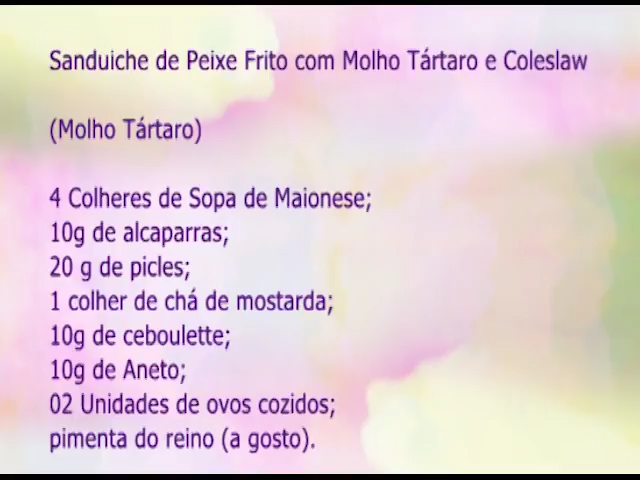 Sanduiche de Peixe Frito com Molho Tártaro e Coleslaw
(Molho Tártaro)
4 Colheres de Sopa de Maionese;
10g de alcaparras;
20 g de picles;
1 colher de chá de mostarda;
10g de ceboulette;
10g de Aneto;
02 Unidades de ovos cozidos;
pimenta do reino (a gosto).